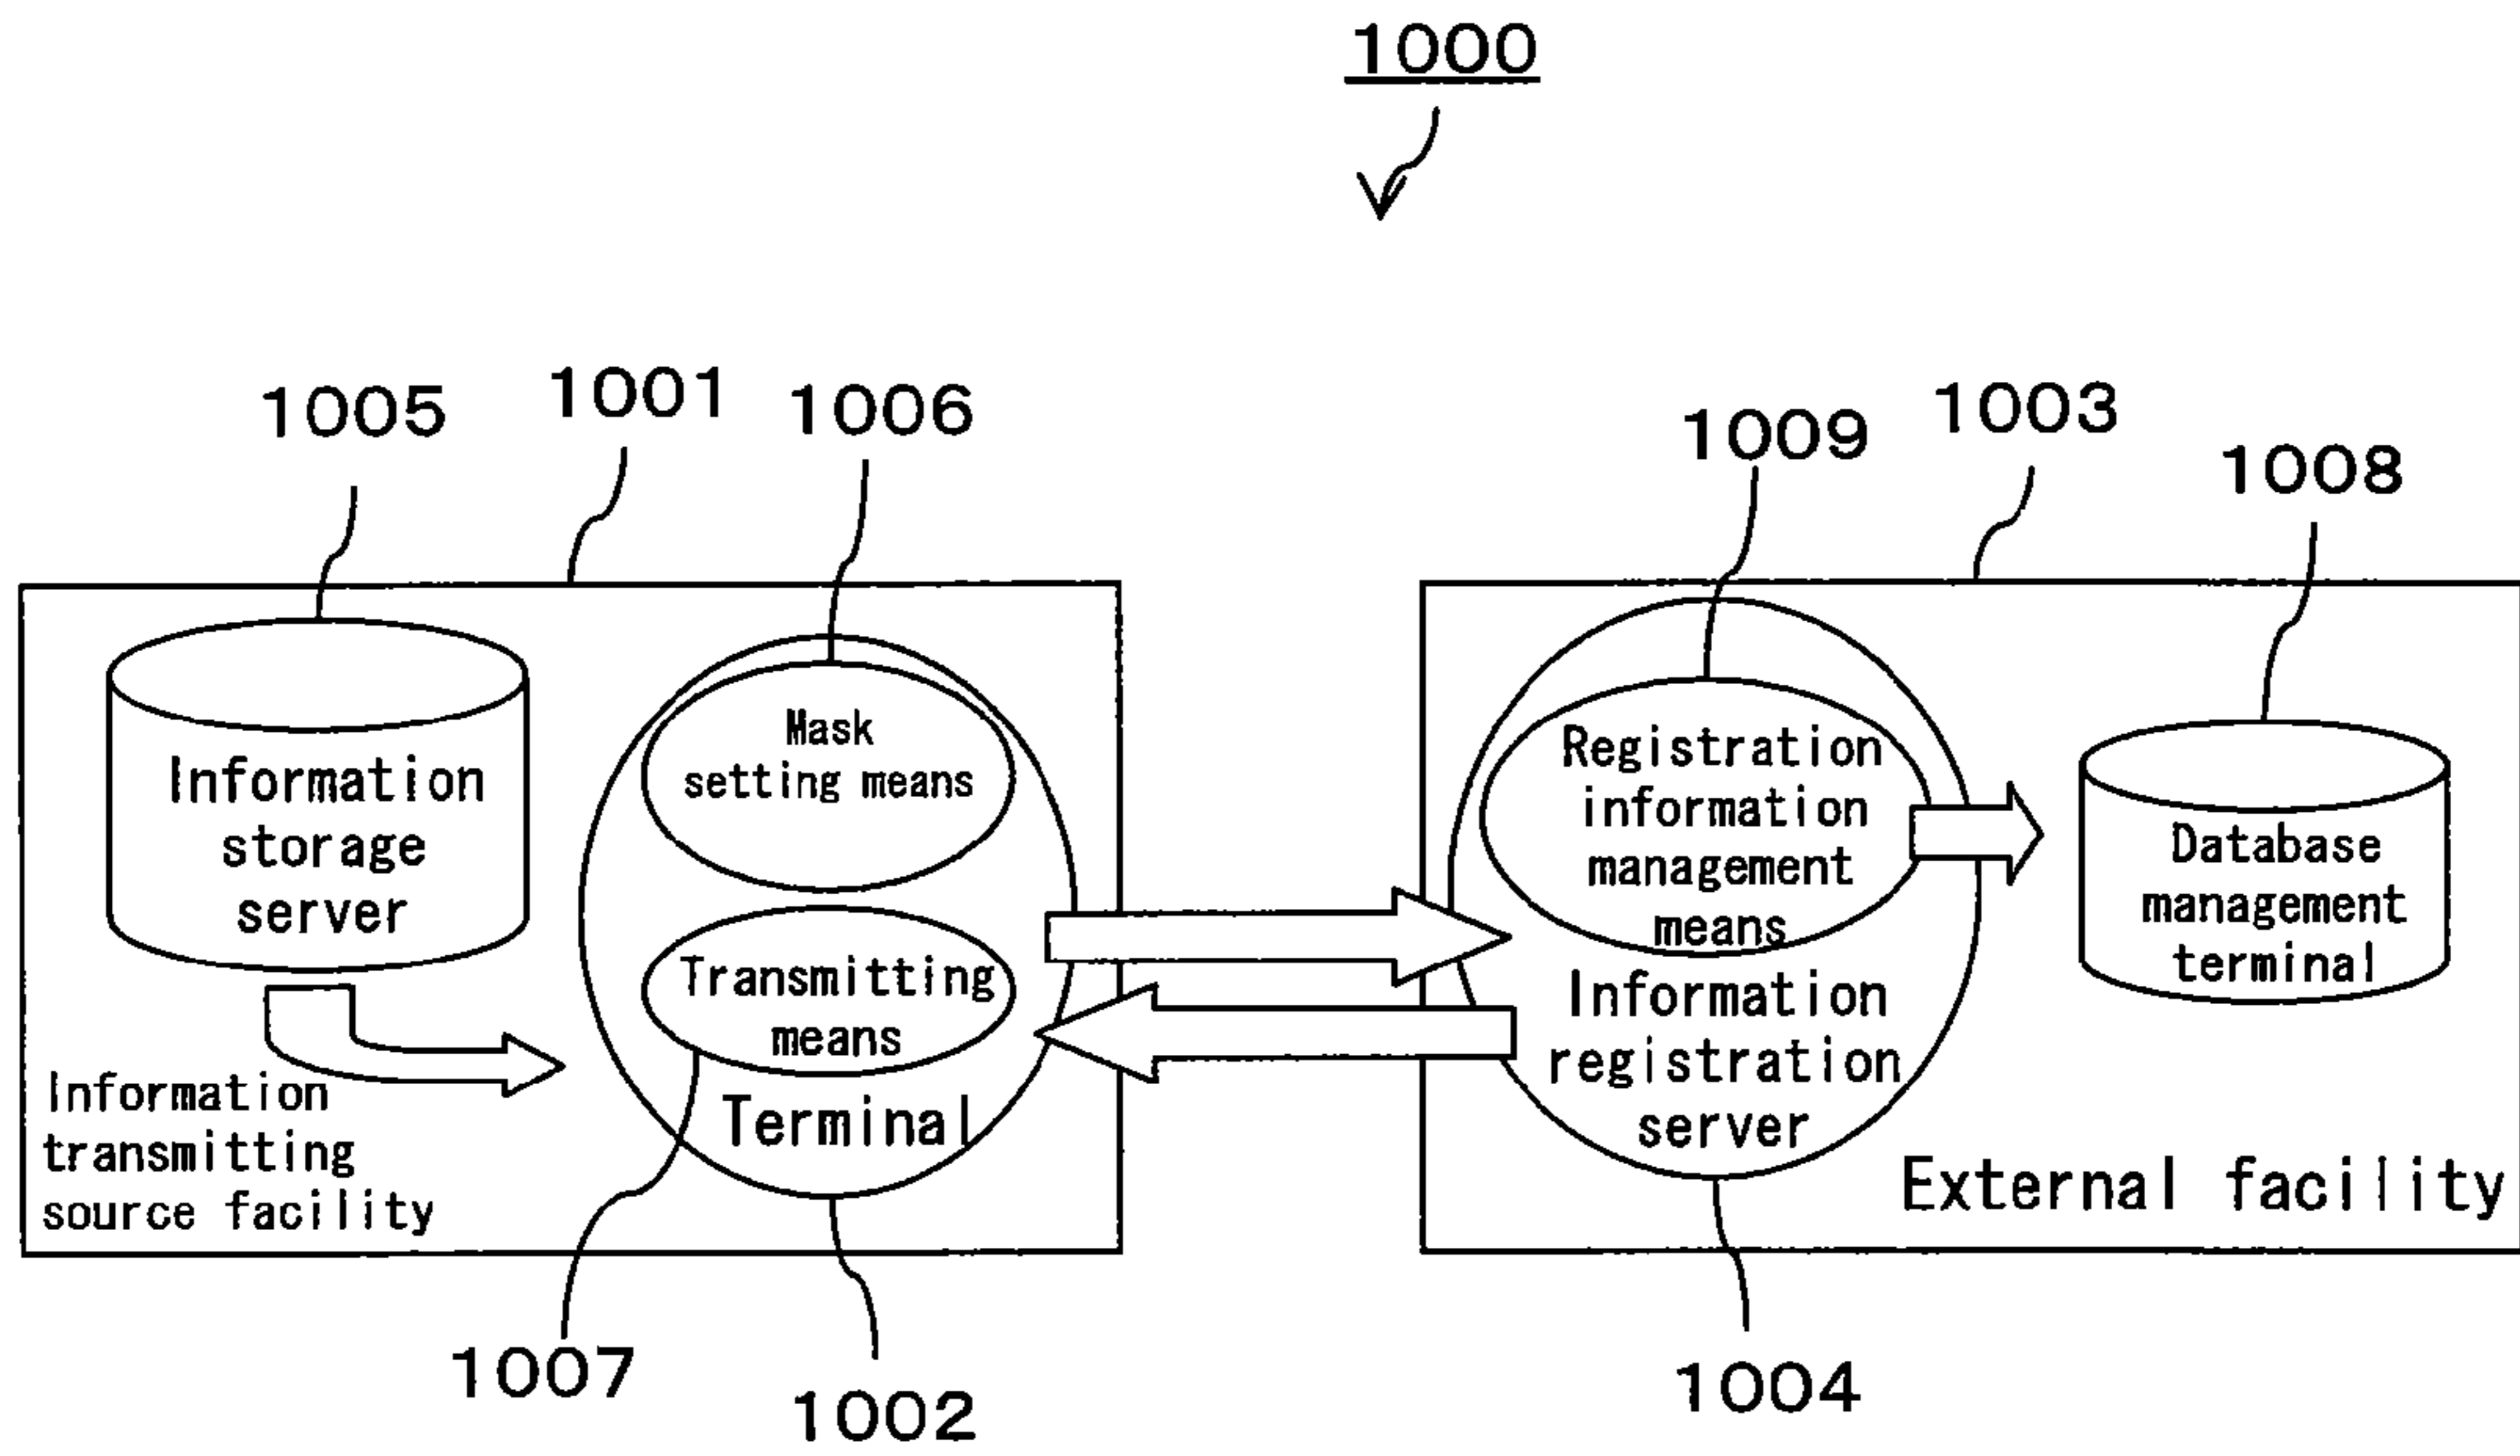 1000
1005
1001
1006
1009
1003
1008
Information
storage
server
Mask
setting means
Transmitting
means
Terminal
Information
transmitting
source facility
Registration
information
management
means
Information
registration
server
Database
management
terminal
External facility
1007
1002
1004